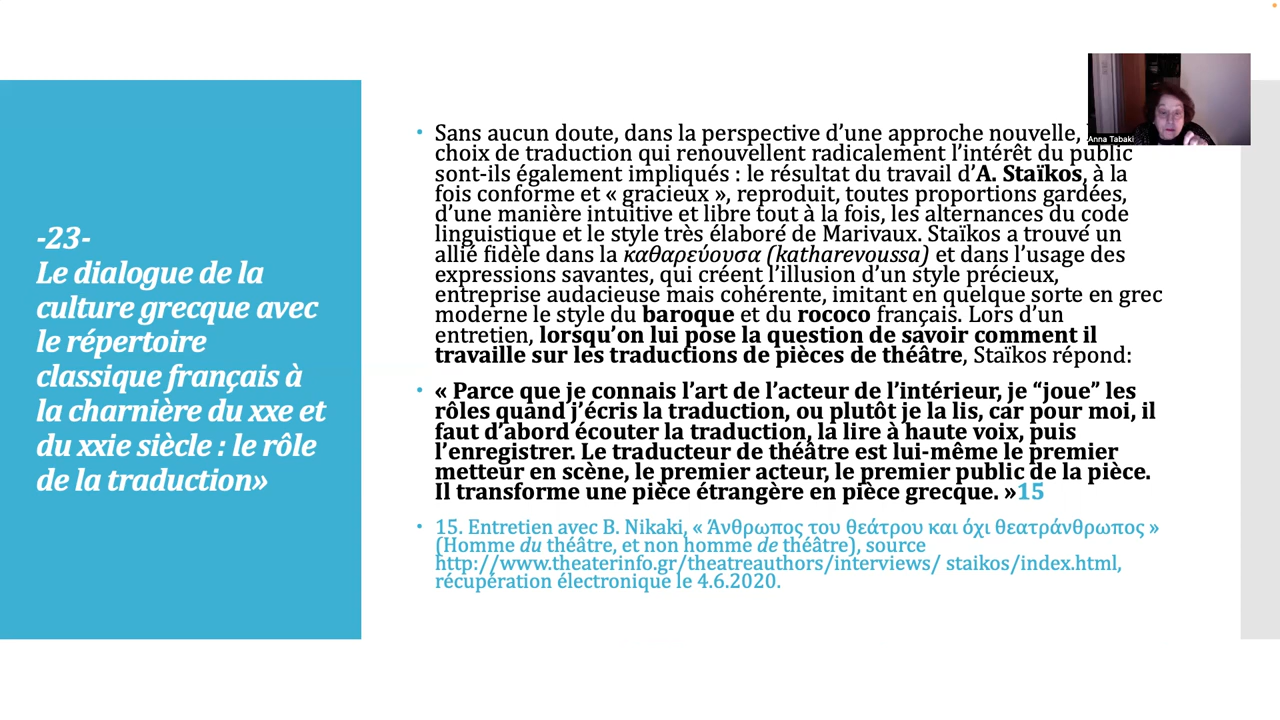 -23-
Le dialogue de la
culture grecque avec
le répertoire
classique français à
la charnière du xxe et
du xxie siècle : le rôle
de la traduction»
• Sans aucun doute, dans la perspective d’une approche nouvelle,
choix de traduction qui renouvellent radicalement l’intérêt du public
sont-ils également impliqués : le résultat du travail d’A. Staïkos, à la
fois conforme et « gracieux », reproduit, toutes proportions gardées,
d’une manière intuitive et libre tout à la fois, les alternances du code
linguistique et le style très élaboré de Marivaux. Staïkos a trouvé un
allié fidèle dans la καθαρεύουσα (katharevoussa) et dans l’usage des
expressions savantes, qui créent l’illusion d’un style précieux,
entreprise audacieuse mais cohérente, imitant en quelque sorte en grec
moderne le style du baroque et du rococo français. Lors d’un
entretien, lorsqu’on lui pose la question de savoir comment il
travaille sur les traductions de pièces de théâtre, Staïkos répond:
• « Parce que je connais l’art de l’acteur de l’intérieur, je “joue” les
rôles quand j’écris la traduction, ou plutôt je la lis, car pour moi, il
faut d’abord écouter la traduction, la lire à haute voix, puis
l’enregistrer. Le traducteur de théâtre est lui-même le premier
metteur en scène, le premier acteur, le premier public de la pièce.
Il transforme une pièce étrangère en pièce grecque. »15
• 15. Entretien avec B. Nikaki, « Άνθρωπος του θεάτρου και όχι θεατράνθρωπος »
(Homme du théâtre, et non homme de théâtre), source
http://www.theaterinfo.gr/theatreauthors/interviews/ staikos/index.html,
récupération électronique le 4.6.2020.
Anna Tabaki